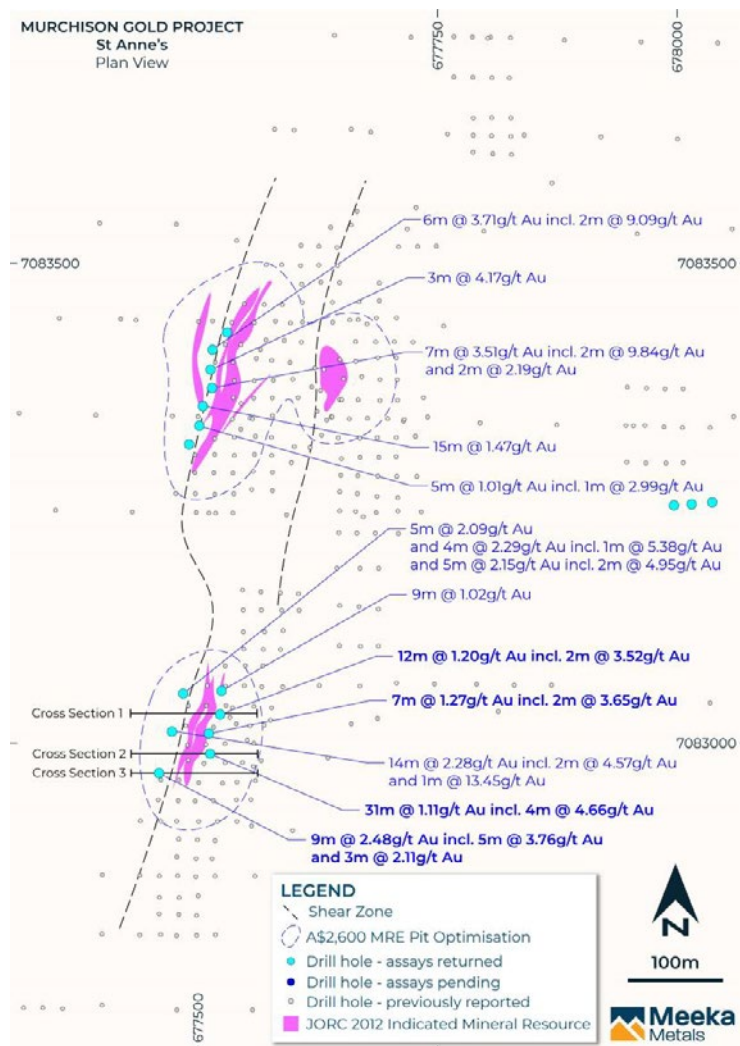 MURCHISON GOLD PROJECT
St Anne's
Plan View
677750
678000
6m @ 3.71g/t Au incl. 2m @ 9.09g/t Au
7083500
7083500
3m @ 4.17g/t Au
7m @ 3.51g/t Au incl. 2m @ 9.84g/t Au
and 2m @ 2.19g/t Au
15m @ 1.47g/t Au
5m @ 1.01g/t Au incl. 1m @ 2.99g/t Au
5m @ 2.09g/t Au
and 4m @ 2.29g/t Au incl. 1m @ 5.38g/t Au
and 5m @ 2.15g/t Au incl. 2m @ 4.95g/t Au
9m @ 1.02g/t Au
12m @ 1.20g/t Au incl. 2m @ 3.52g/t Au
7m @ 1.27g/t Au incl. 2m @ 3.65g/t Au
Cross Section 1
Cross Section 2
Cross Section 3
7083000
14m @ 2.28g/t Au incl. 2m @ 4.57g/t Au
and 1m @ 13.45g/t Au
31m @ 1.11g/t Au incl. 4m @ 4.66g/t Au
9m @ 2.48g/t Au incl. 5m @ 3.76g/t Au
and 3m @ 2.11g/t Au
LEGEND
Shear Zone
A$2,600 MRE Pit Optimisation
Drill hole - assays returned
Drill hole - assays pending
Drill hole - previously reported
JORC 2012 Indicated Mineral Resource
677500
N
100m
Meeka
Metals